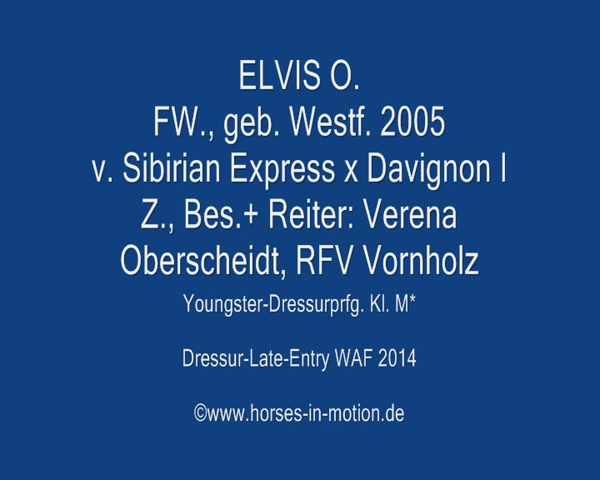 ELVIS O.
FW., geb. Westf. 2005
v. Sibirian Express x Davignon I
Z., Bes.+ Reiter: Verena
Oberscheidt, RFV Vornholz
Youngster-Dressurprfg. Kl. M*
Dressur-Late-Entry WAF 2014
©www.horses-in-motion.de